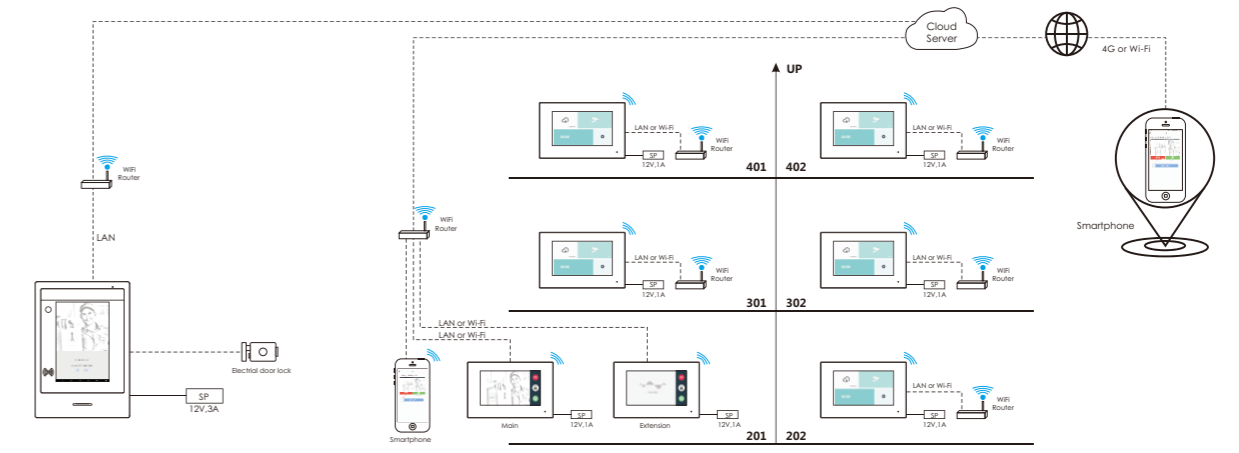 Cloud
Server
4G or Wi-Fi
UP
LAN or Wi-Fi
WiFi
Router
SP
12V,1A
401
LAN or Wi-Fi
WiFi
Router
SP
12V,1A
402
WiFi
Router
LAN
Smartphone
WiFi
Router
LAN or Wi-Fi
WiFi
Router
SP
12V,1A
301
LAN or Wi-Fi
WiFi
Router
SP
12V,1A
302
LAN or Wi-Fi
LAN or Wi-Fi
Electrial door lock
SP
12V,3A
Smartphone
Main
SP
12V,1A
Extension
SP
12V,1A
201
LAN or Wi-Fi
WiFi
Router
SP
12V,1A
202